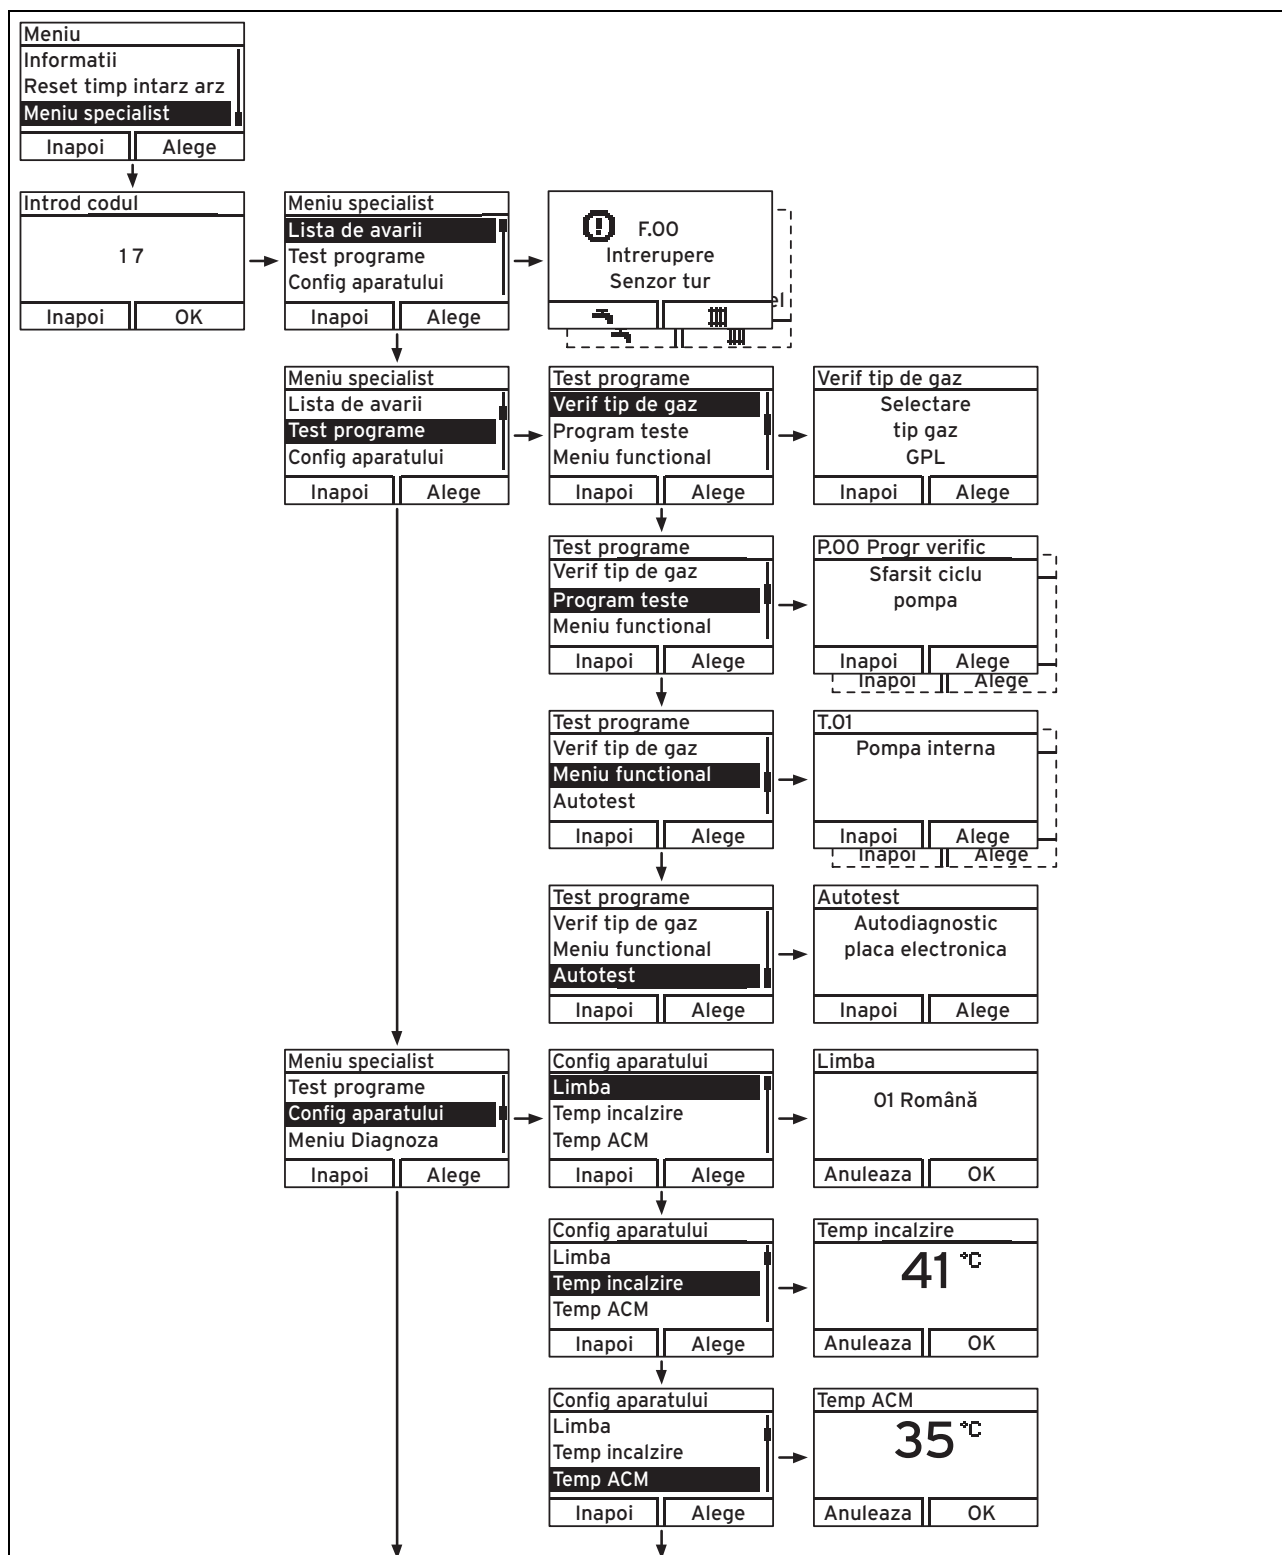 Meniu
Informatii
Reset timp intarz arz
Meniu specialist
Inapoi Alege
Introd codul
17
Inapoi OK
Meniu specialist
Lista de avarii
Test programe
Config aparatului
Inapoi Alege
F.00
Intrerupere
Senzor tur
el
Meniu specialist
Lista de avarii
Test programe
Config aparatului
Inapoi Alege
Test programe
Verif tip de gaz
Program teste
Meniu functional
Inapoi Alege
Verif tip de gaz
Selectare
tip gaz
GPL
Inapoi Alege
Test programe
Verif tip de gaz
Program teste
Meniu functional
Inapoi Alege
P.00 Progr verific
Sfarsit ciclu
pompa
Inapoi Alege
Inapoi Alege
Test programe
Verif tip de gaz
Meniu functional
Autotest
Inapoi Alege
T.01
Pompa interna
Inapoi Alege
Inapoi Alege
Test programe
Verif tip de gaz
Meniu functional
Autotest
Inapoi Alege
Autotest
Autodiagnostic
placa electronica
Inapoi Alege
Meniu specialist
Test programe
Config aparatului
Meniu Diagnoza
Inapoi Alege
Config aparatului
Limba
Temp incalzire
Temp ACM
Inapoi Alege
Limba
01 Română
Anuleaza OK
Config aparatului
Limba
Temp incalzire
Temp ACM
Inapoi Alege
Temp incalzire
41 °C
Anuleaza OK
Config aparatului
Limba
Temp incalzire
Temp ACM
Inapoi Alege
Temp ACM
35 °C
Anuleaza OK